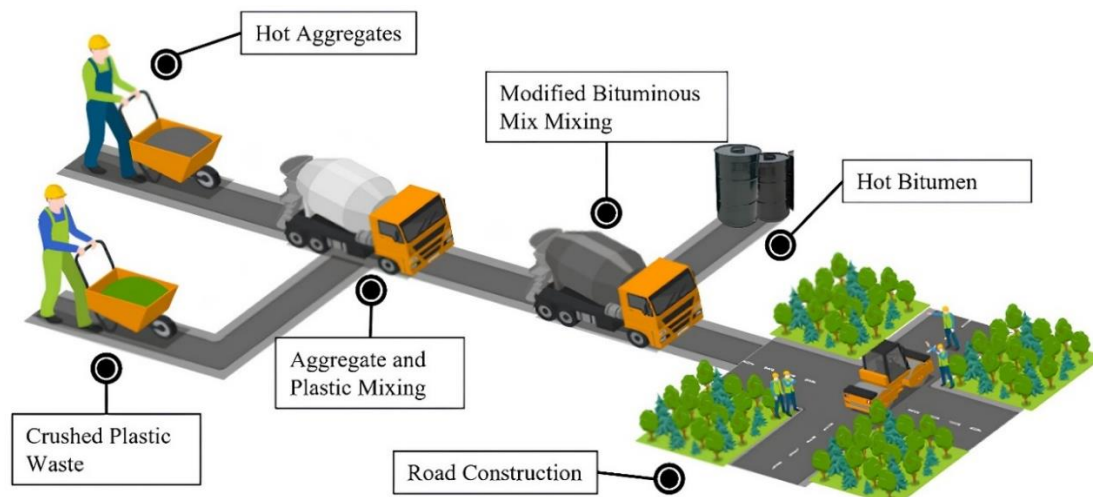 Hot Aggregates
Modified Bituminous
Mix Mixing
Hot Bitumen
Aggregate and
Plastic Mixing
Crushed Plastic
Waste
Road Construction